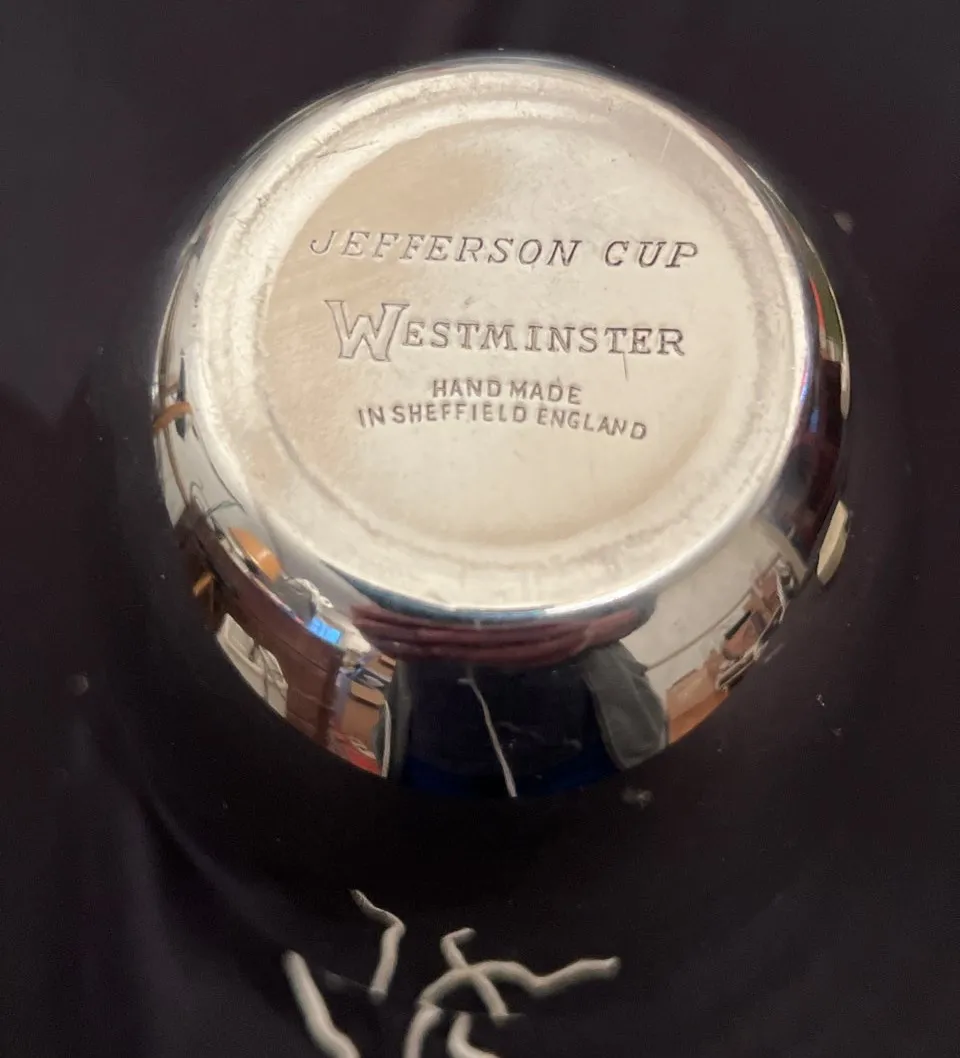 JEFFERSON CUP
WESTMINSTER
HAND MADE
IN SHEFFIELD ENGLAND